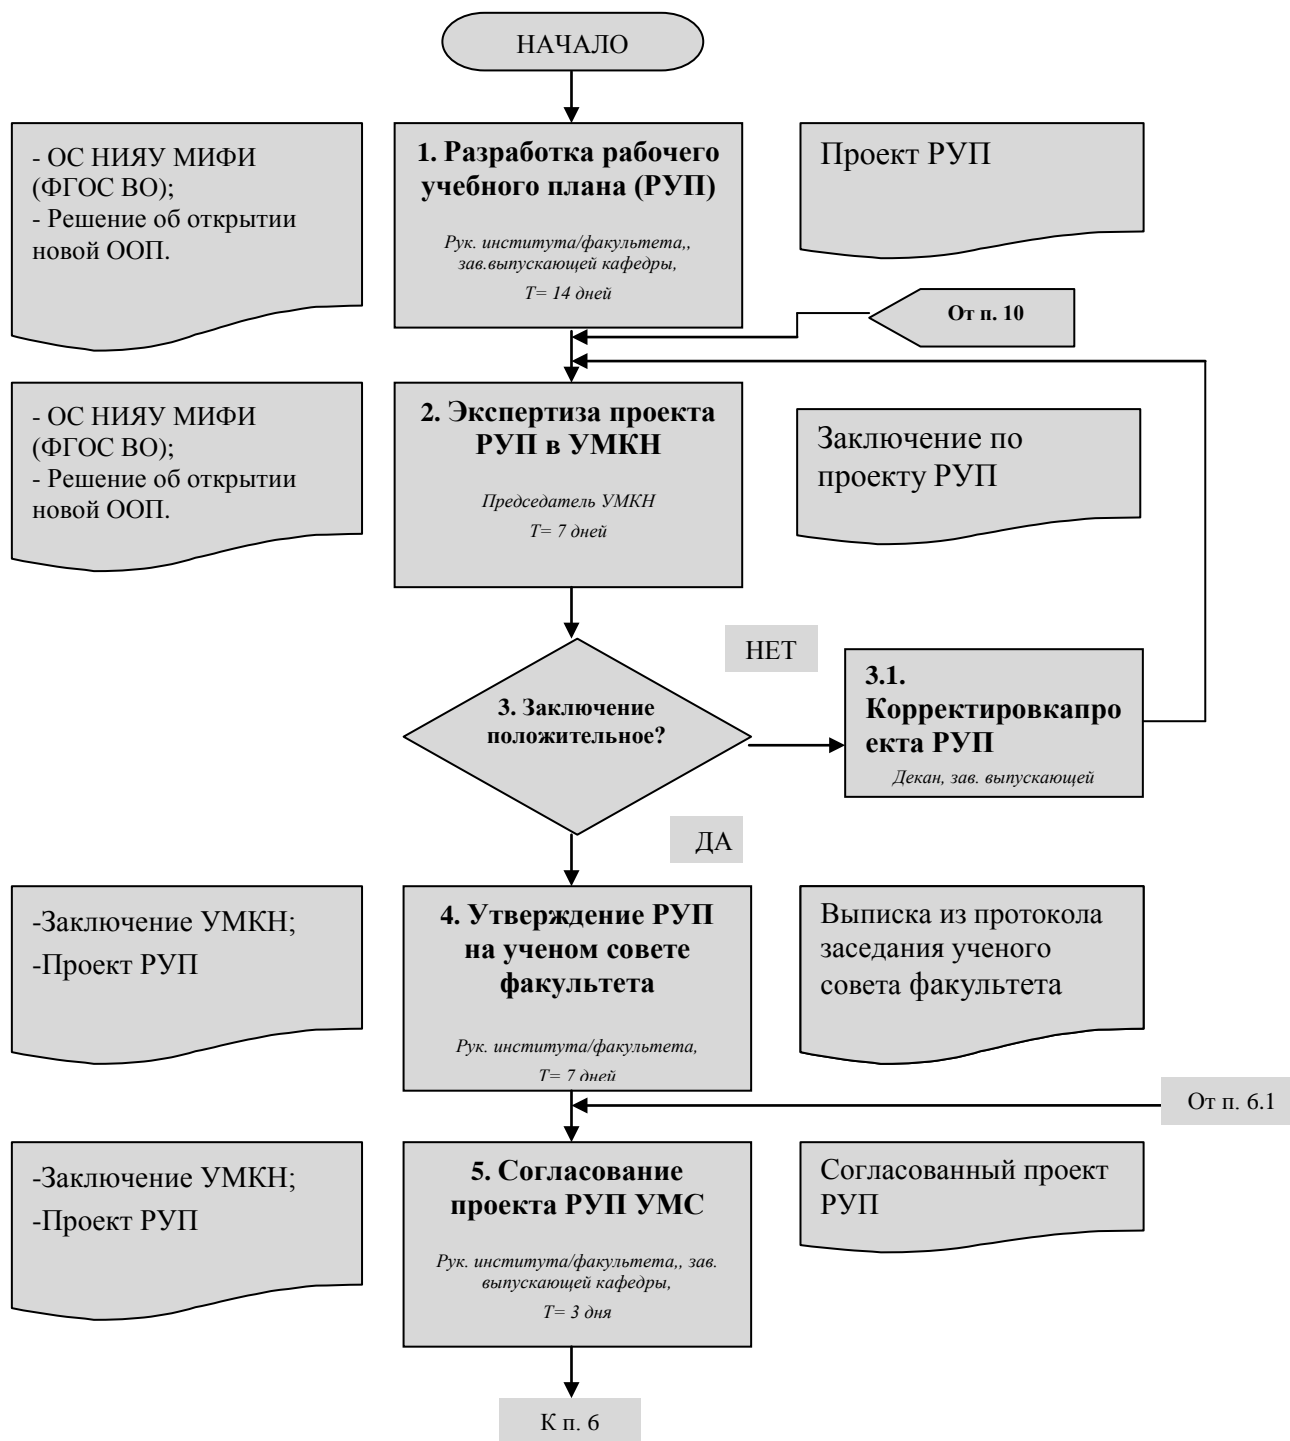 НАЧАЛО
- ОС НИЯУ МИФИ
(ФГОС ВО);
- Решение об открытии
новой ООП.
1. Разработка рабочего
учебного плана (РУП)
Рук. института/факультета,,
зав.выпускающей кафедры,
Т= 14 дней
Проект РУП
От п. 10
- ОС НИЯУ МИФИ
(ФГОС ВО);
- Решение об открытии
новой ООП.
2. Экспертиза проекта
РУП в УМКН
Председатель УМКН
Т= 7 дней
Заключение по
проекту РУП
НЕТ
3. Заключение
положительное?
3.1.
Корректировкапро
екта РУП
Декан, зав. выпускающей
ДА
-Заключение УМКН;
-Проект РУП
4. Утверждение РУП
на ученом совете
факультета
Рук. института/факультета,
Т= 7 дней
Выписка из протокола
заседания ученого
совета факультета
От п. 6.1
-Заключение УМКН;
-Проект РУП
5. Согласование
проекта РУП УМС
Рук. института/факультета,, зав.
выпускающей кафедры,
Т= 3 дня
Согласованный проект
РУП
К п. 6